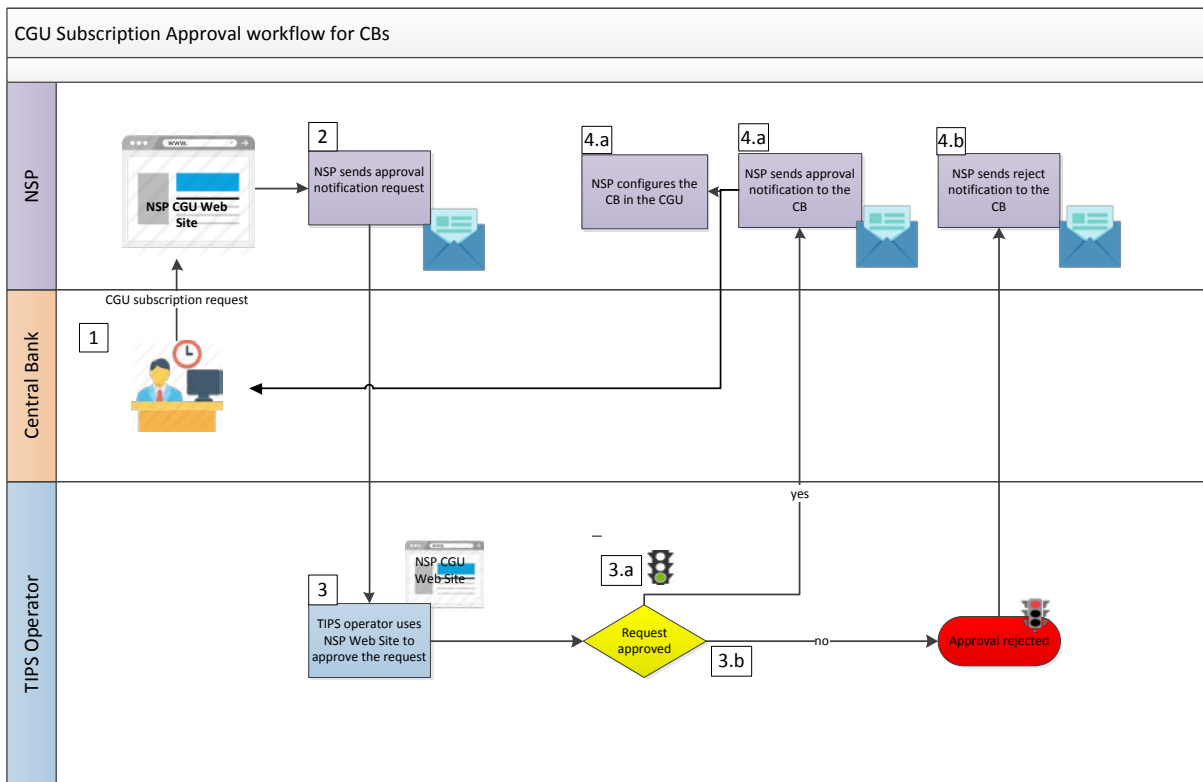 CGU Subscription Approval workflow for CBs
NSP
www.
NSP CGU Web
Site
2
NSP sends approval
notification request
4.a
NSP configures the
CB in the CGU
4.a
NSP sends approval
notification to the
CB
4.b
NSP sends reject
notification to the
CB
Central Bank
CGU subscription request
1
TIPS Operator
www
NSP CGU
Web Site
3
TIPS operator uses
NSP Web Site to
approve the request
3.a
Request
approved
yes
3.b
no
Approval rejected